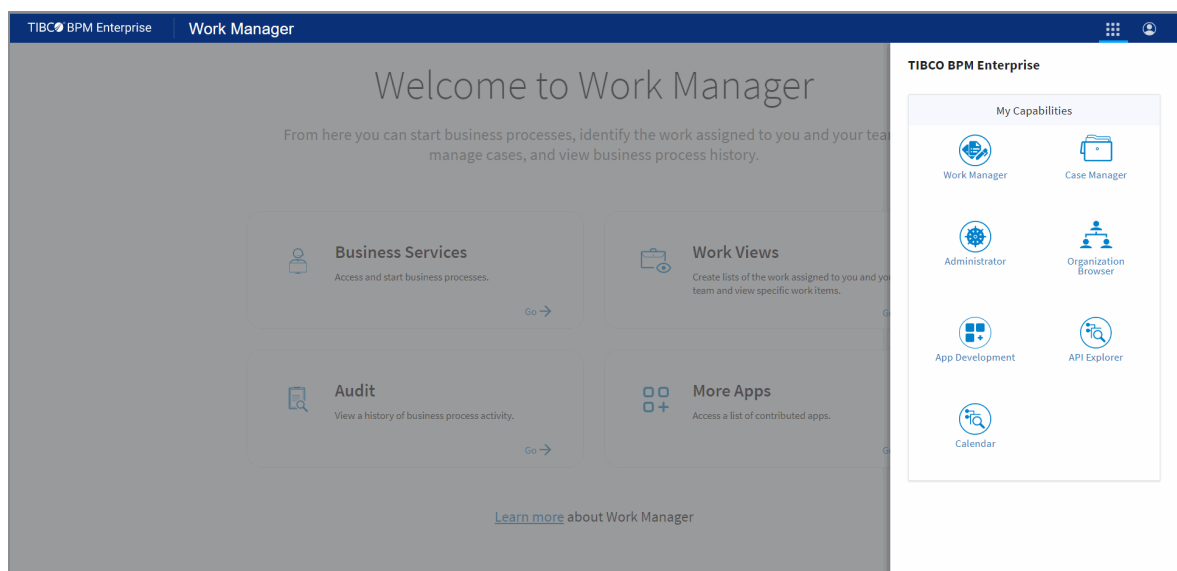 TIBCO BPM Enterprise
Work Manager
Welcome to Work Manager
From here you can start business processes, identify the work assigned to you and your
manage cases, and view business process history.
Business Services
Access and start business processes.
Go
Work Views
Create lists of the work assigned to you and
team and view specific work items.
Audit
View a history of business process activity.
Go
More Apps
Access a list of contributed apps.
Learn more about Work Manager
TIBCO BPM Enterprise
My Capabilities
Work Manager
Case Manager
Administrator
Organization
Browser
App Development
API Explorer
Calendar